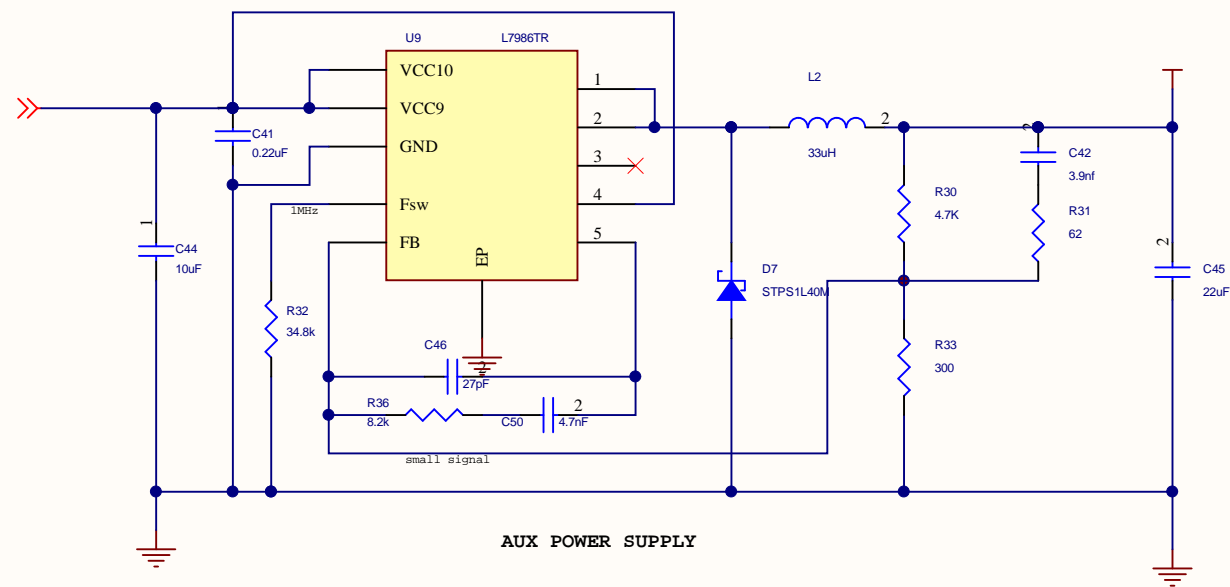 U9 L7986TR
VCC10
VCC9
GND
Fsw
FB
EP
1
2
3
4
5
C41
0.22uF
1MHz
1
C44
10uF
R32
34.8k
C46
2
27pF
R36
8.2k
C50
2
4.7nF
small signal
L2
2
33uH
D7
STPS1L40M
R30
4.7K
2
C42
3.9nf
R31
62
R33
300
2
C45
22uF
AUX POWER SUPPLY